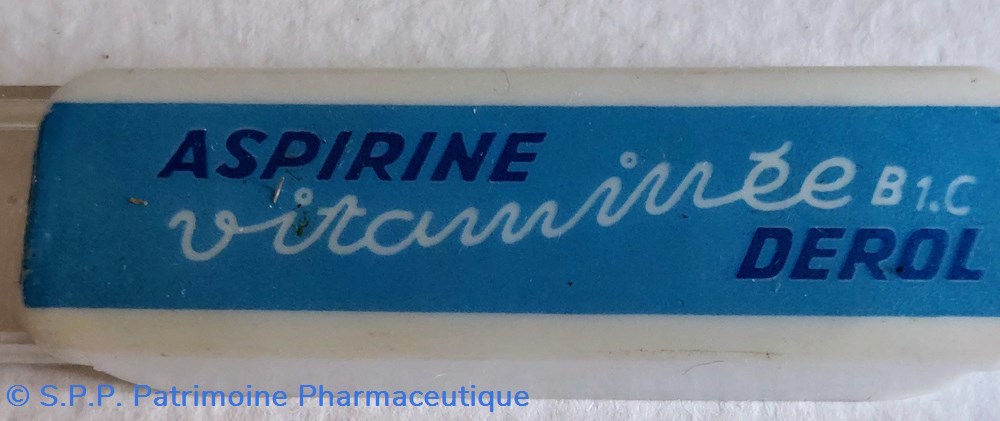 ASPIRINE
vitaminée B1.C
DEROL
© S.P.P. Patrimoine Pharmaceutique